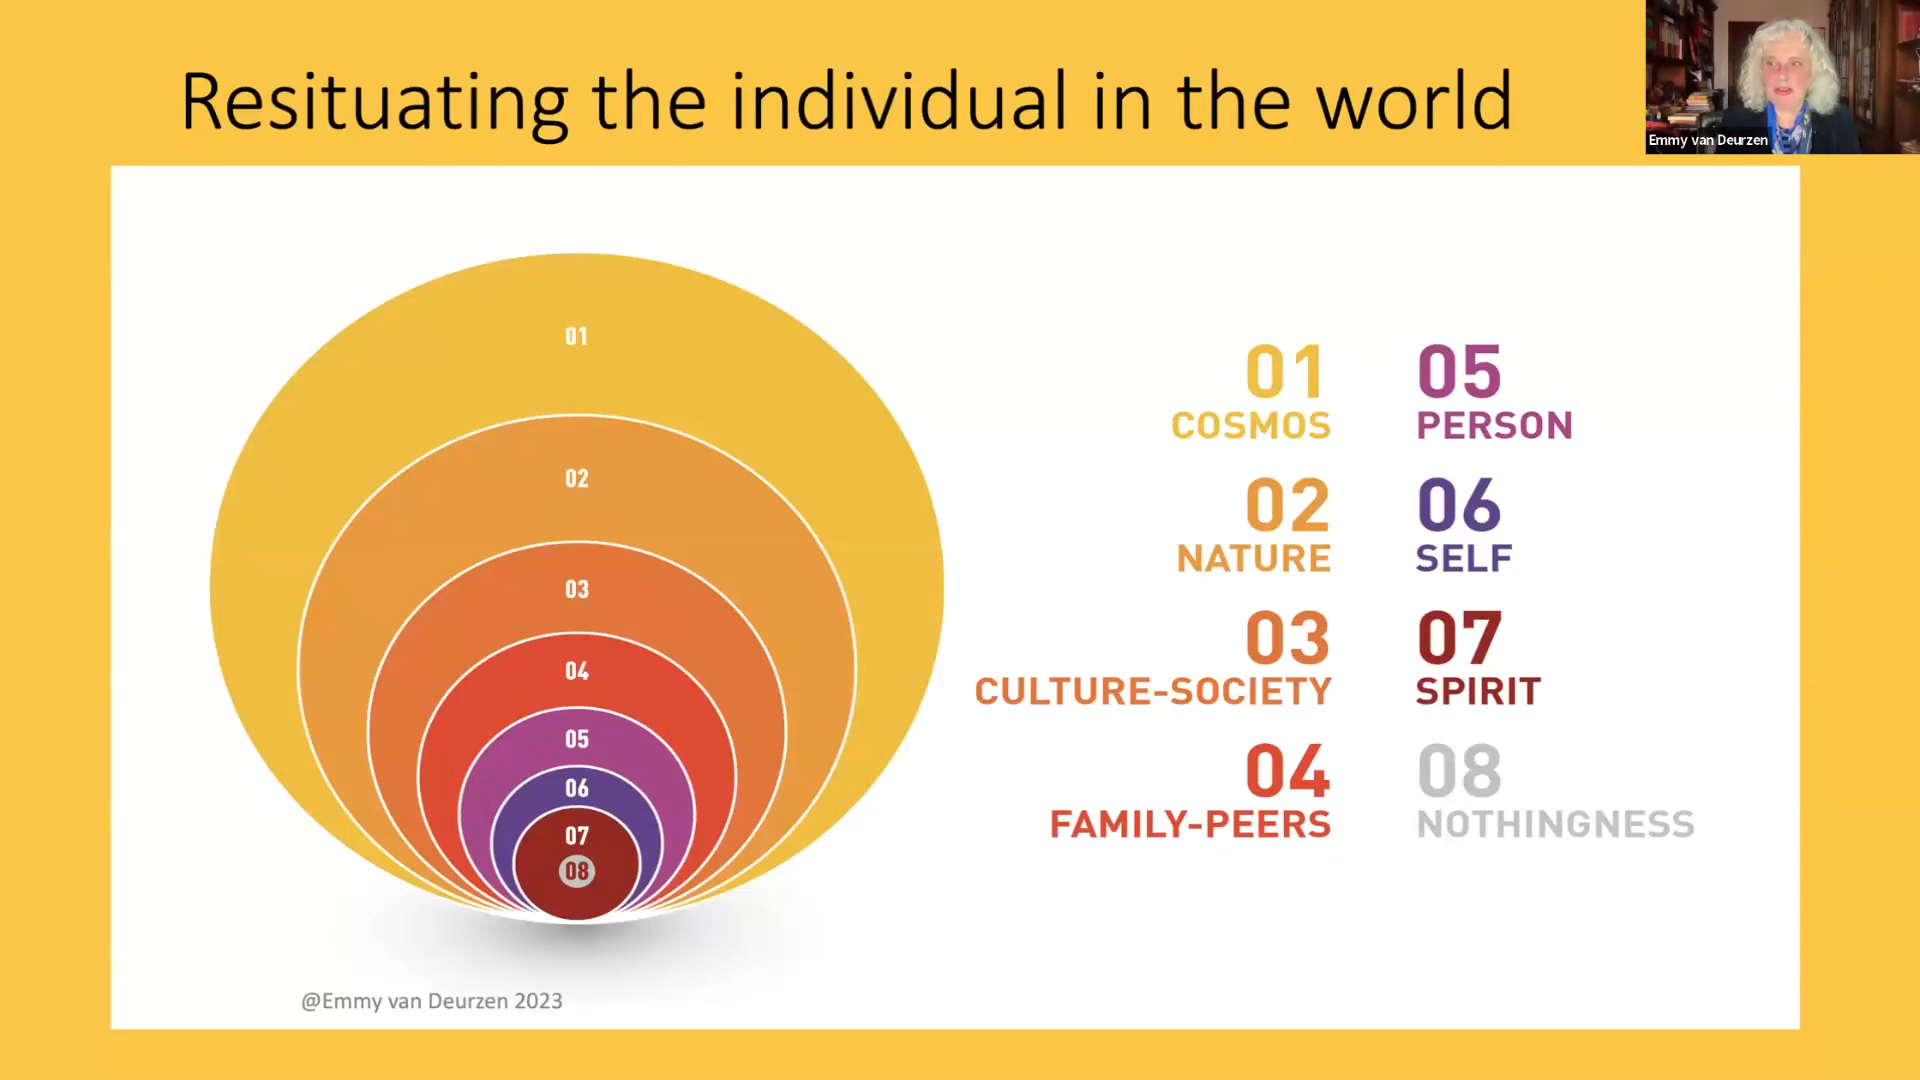 Resituating the individual in the world
Emmy van Deurzen
01
02
03
04
05
06
07
08
01
COSMOS
02
NATURE
03
CULTURE-SOCIETY
04
FAMILY-PEERS
05
PERSON
06
SELF
07
SPIRIT
08
NOTHINGNESS
@Emmy van Deurzen 2023